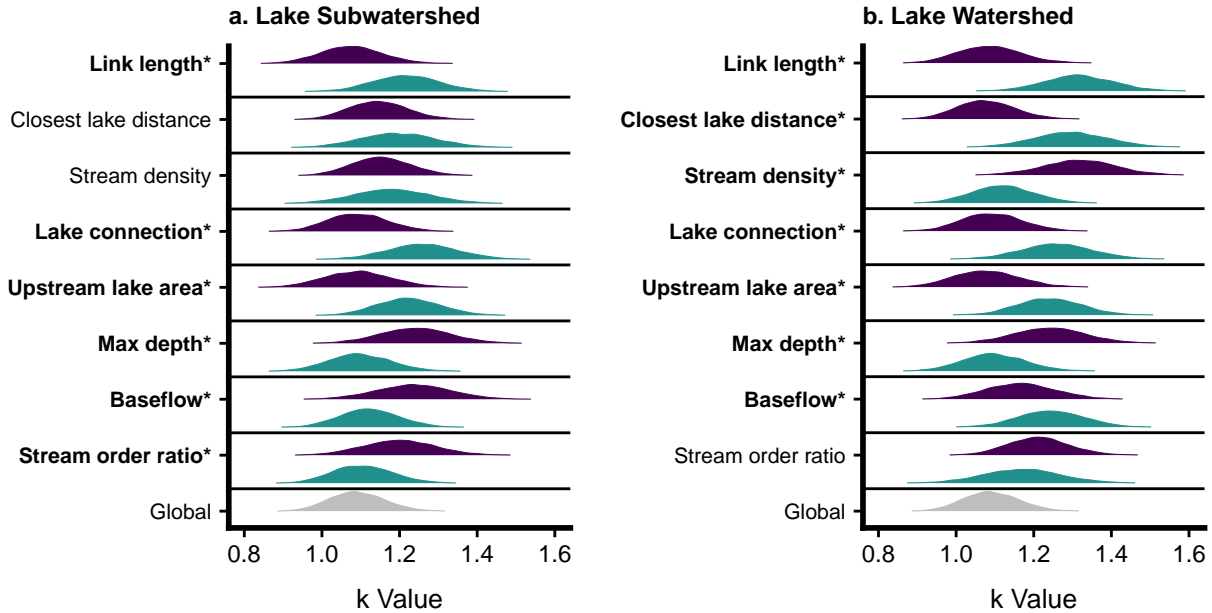 a. Lake Subwatershed
Link length*
Closest lake distance
Stream density
Lake connection*
Upstream lake area*
Max depth*
Baseflow*
Stream order ratio*
Global
0.8 1.0 1.2 1.4 1.6
k Value
b. Lake Watershed
Link length*
Closest lake distance*
Stream density*
Lake connection*
Upstream lake area*
Max depth*
Baseflow*
Stream order ratio
Global
0.8 1.0 1.2 1.4 1.6
k Value